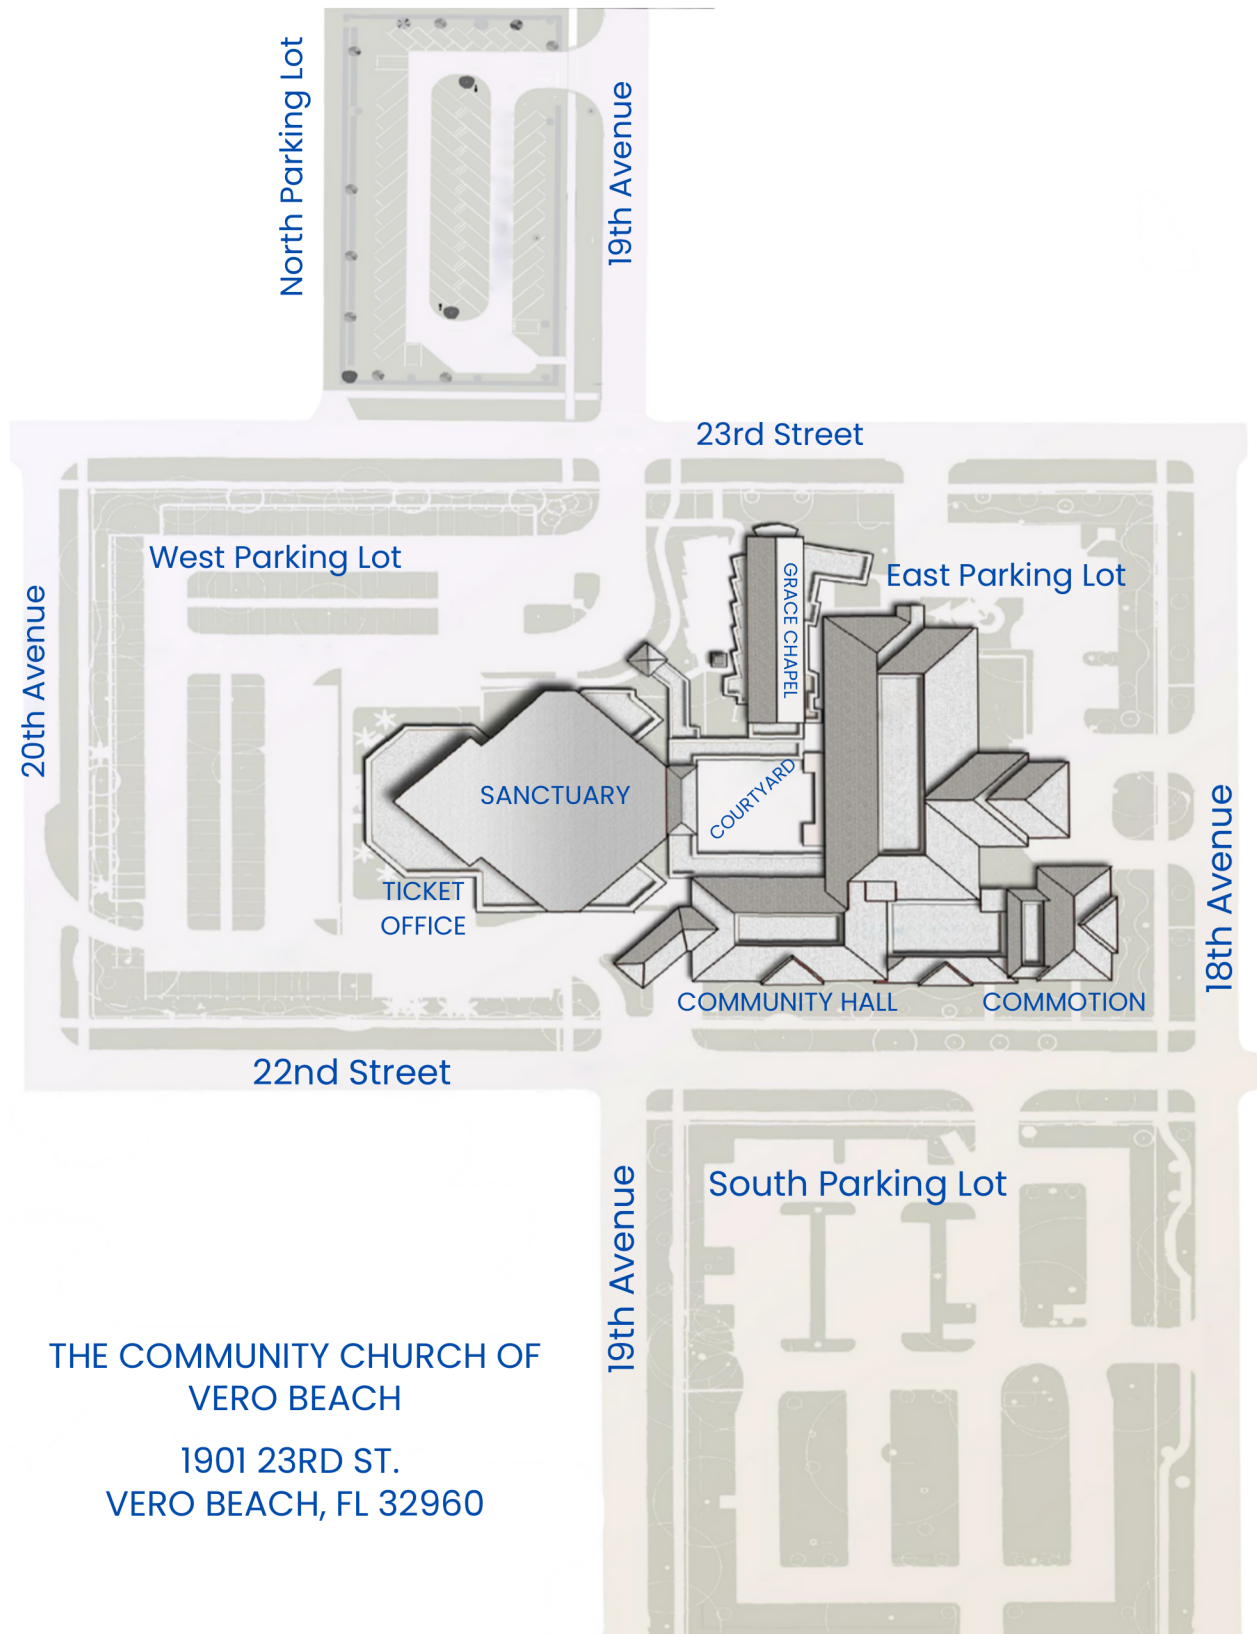 North Parking Lot
19th Avenue
23rd Street
West Parking Lot
GRACE CHAPEL
East Parking Lot
20th Avenue
SANCTUARY
COURTYARD
18th Avenue
TICKET
OFFICE
COMMUNITY HALL
COMMOTION
22nd Street
19th Avenue
South Parking Lot
THE COMMUNITY CHURCH OF
VERO BEACH
1901 23RD ST.
VERO BEACH, FL 32960